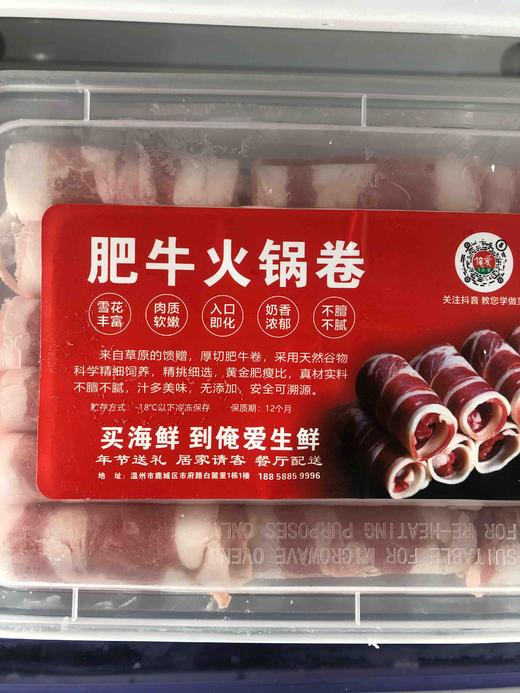 肥牛火锅卷
雪花 肉质 入口 奶香 不膻
丰富 软嫩 即化 浓郁 不腻
来自草原的馈赠，厚切肥牛卷，采用天然谷物
科学精细饲养，精挑细选，黄金肥瘦比，真材实料
不膻不腻，汁多美味，无添加、安全可溯源。
贮存方式：-18℃以下冷冻保存 保质期：12个月
买海鲜 到俺爱生鲜
年节送礼 居家请客 餐厅配送
地 址：温州市鹿城区市府路白麓里1栋1楼 188 5885 9996
俺爱
关注抖音 教您学做
SUITABLE FOR MICROWAVE OVENS
FOR RE-HEATING PURPOSES ONLY